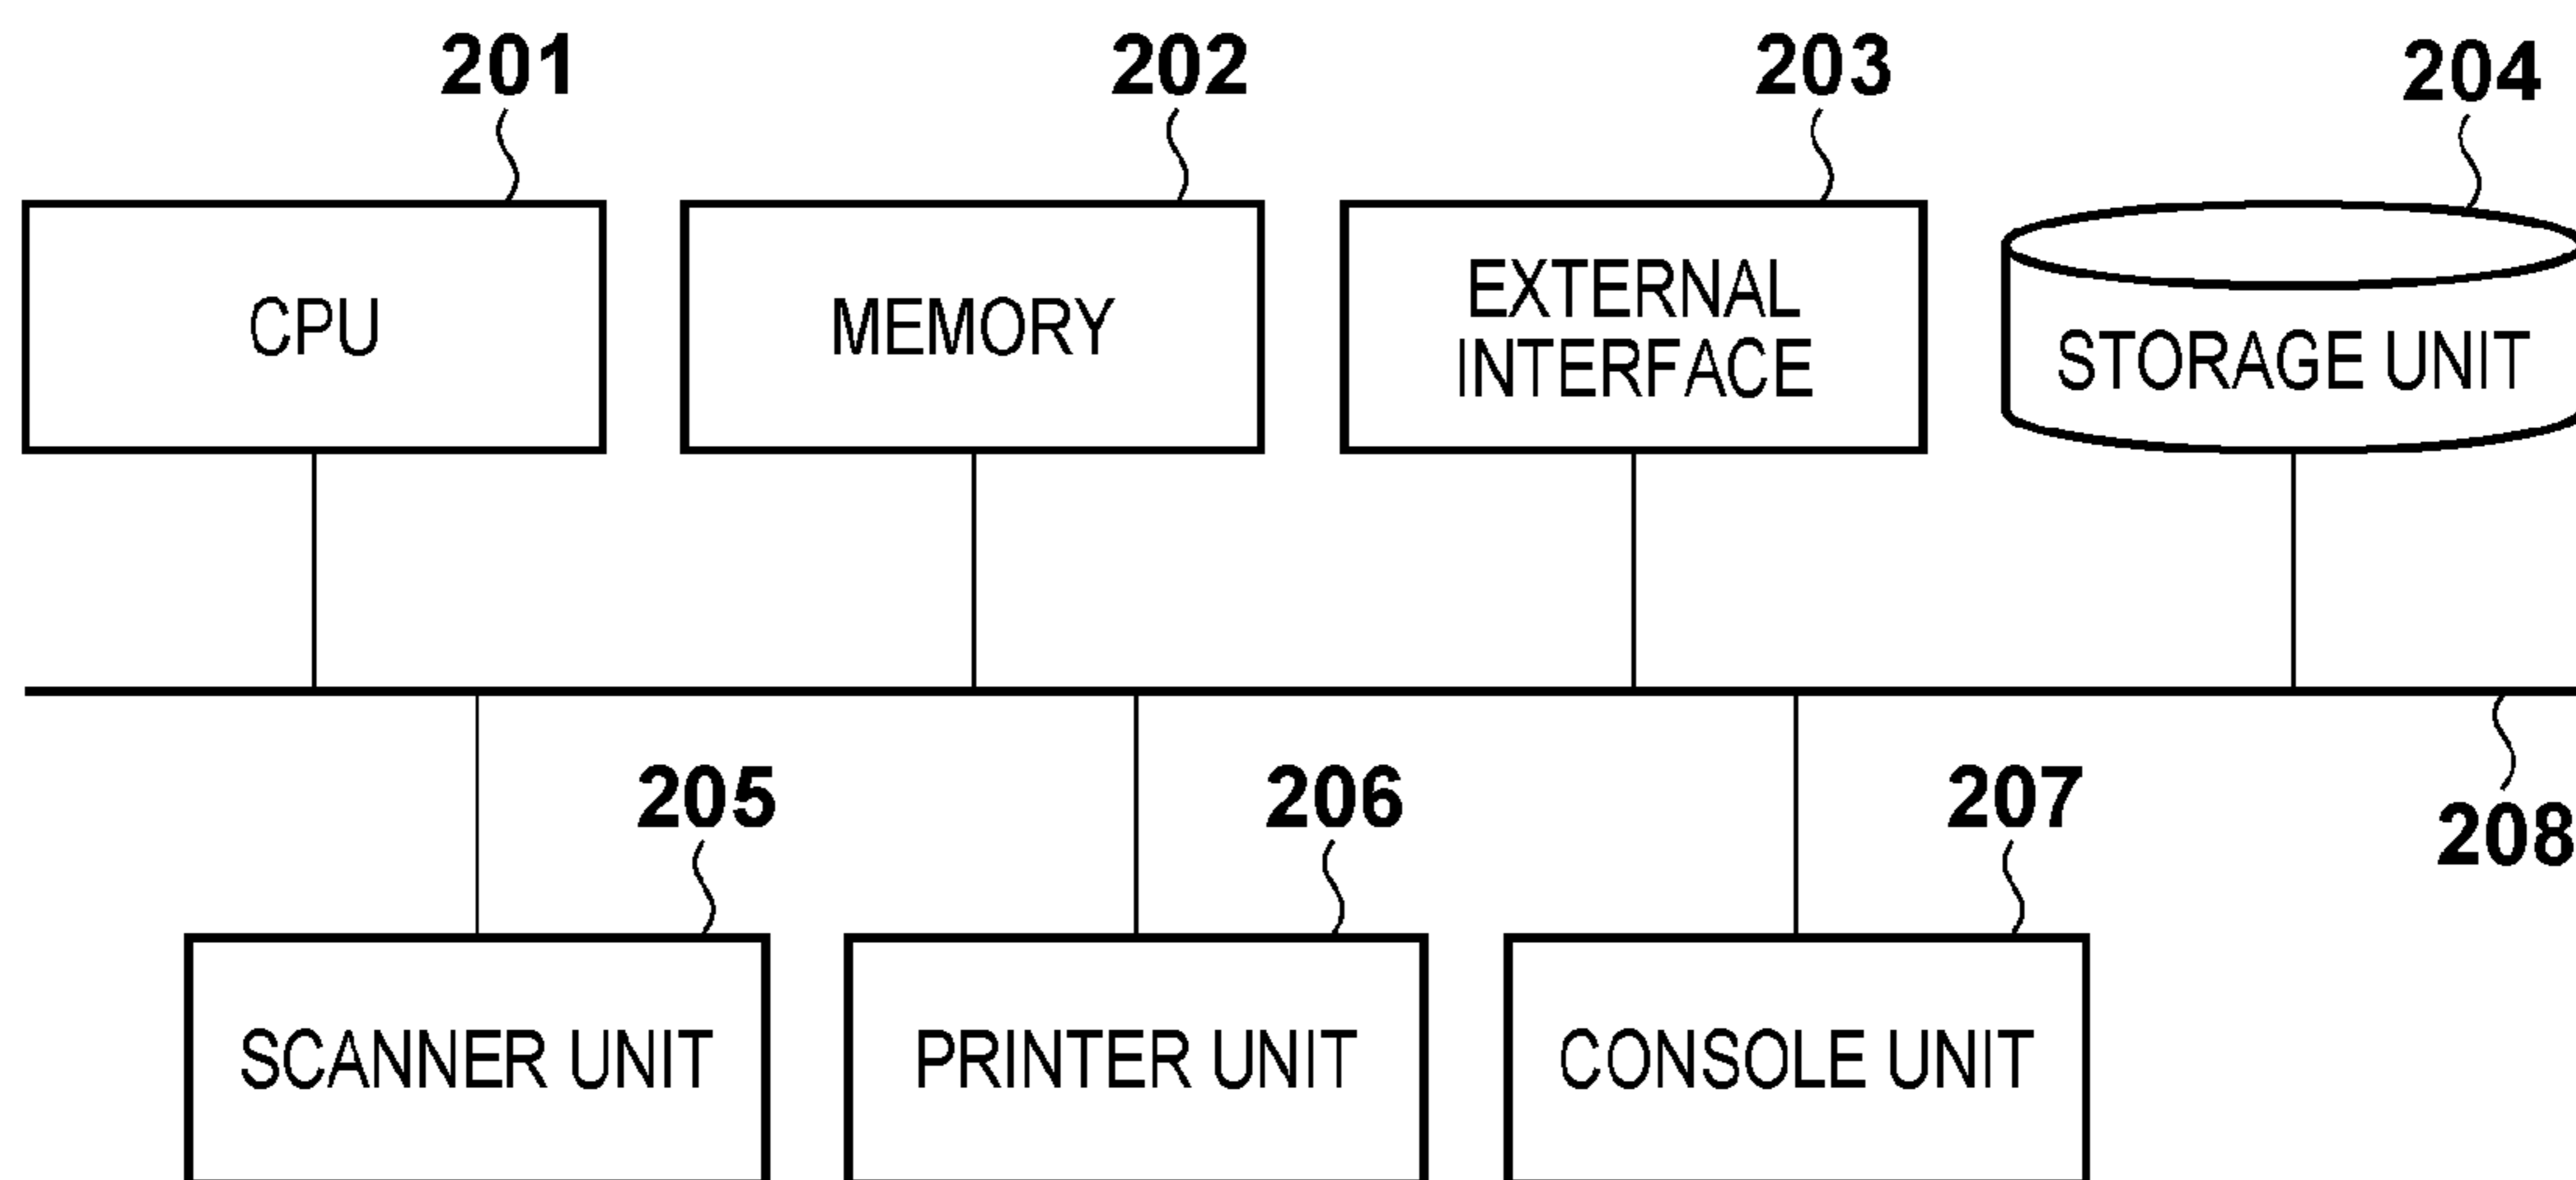 201
202
203
204
CPU
MEMORY
EXTERNAL
INTERFACE
STORAGE UNIT
205
206
207
208
SCANNER UNIT
PRINTER UNIT
CONSOLE UNIT